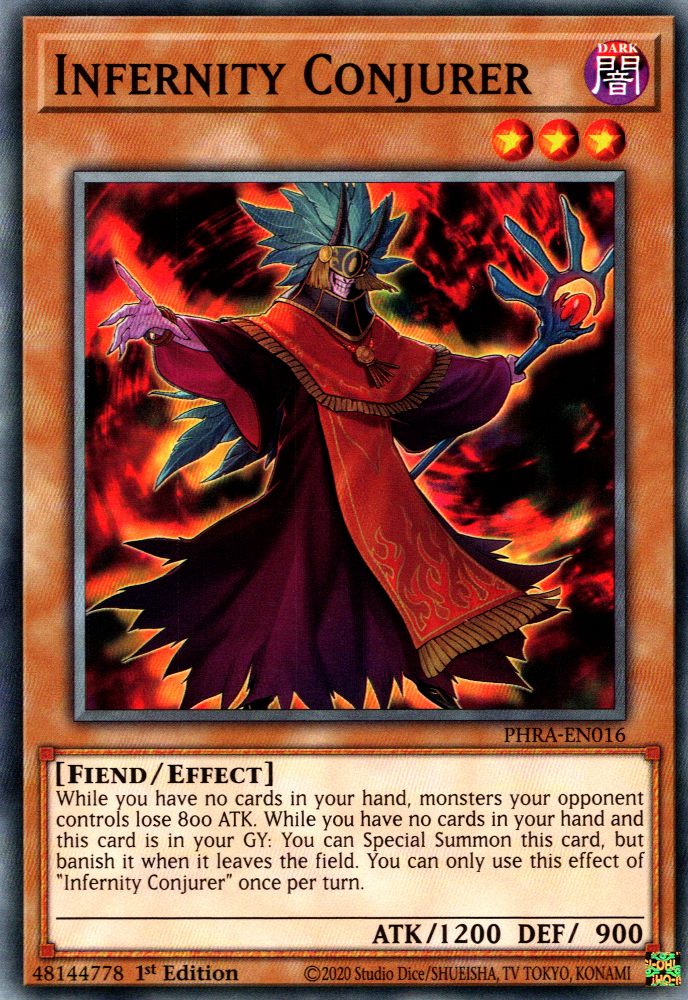 Infernity Conjurer
DARK
闇
PHRA-EN016
[Fiend/Effect]
While you have no cards in your hand, monsters your opponent
controls lose 800 ATK. While you have no cards in your hand and
this card is in your GY: You can Special Summon this card, but
banish it when it leaves the field. You can only use this effect of
"Infernity Conjurer" once per turn.
ATK/1200 DEF/ 900
48144778 1st Edition ©2020 Studio Dice/SHUEISHA, TV TOKYO, KONAMI